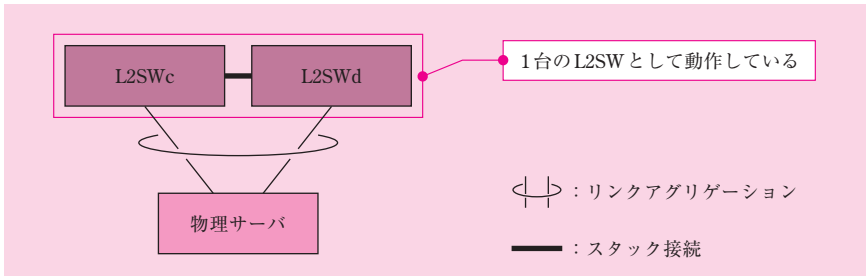 L2SWc
L2SWd
1台のL2SWとして動作している
物理サーバ
：リンクアグリゲーション
：スタック接続